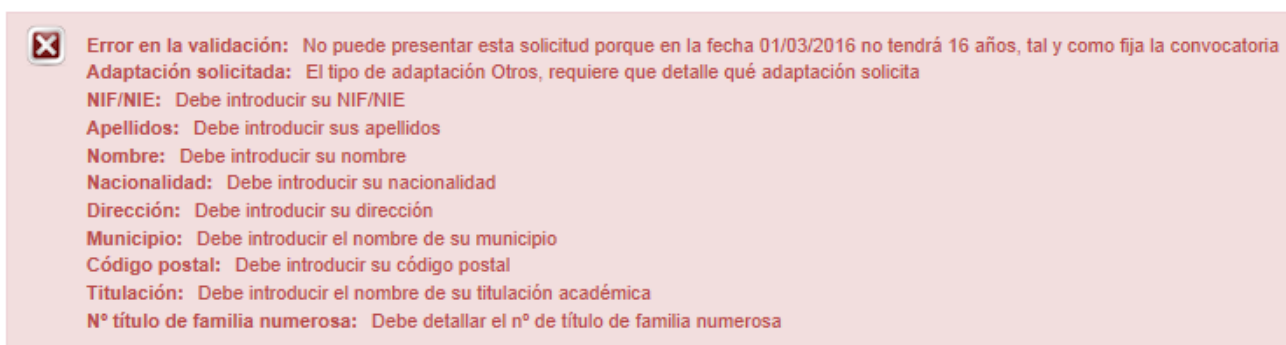 Error en la validación: No puede presentar esta solicitud porque en la fecha 01/03/2016 no tendrá 16 años, tal y como fija la convocatoria
Adaptación solicitada: El tipo de adaptación Otros, requiere que detalle qué adaptación solicita
NIF/NIE: Debe introducir su NIF/NIE
Apellidos: Debe introducir sus apellidos
Nombre: Debe introducir su nombre
Nacionalidad: Debe introducir su nacionalidad
Dirección: Debe introducir su dirección
Municipio: Debe introducir el nombre de su municipio
Código postal: Debe introducir su código postal
Titulación: Debe introducir el nombre de su titulación académica
Nº título de familia numerosa: Debe detallar el nº de título de familia numerosa